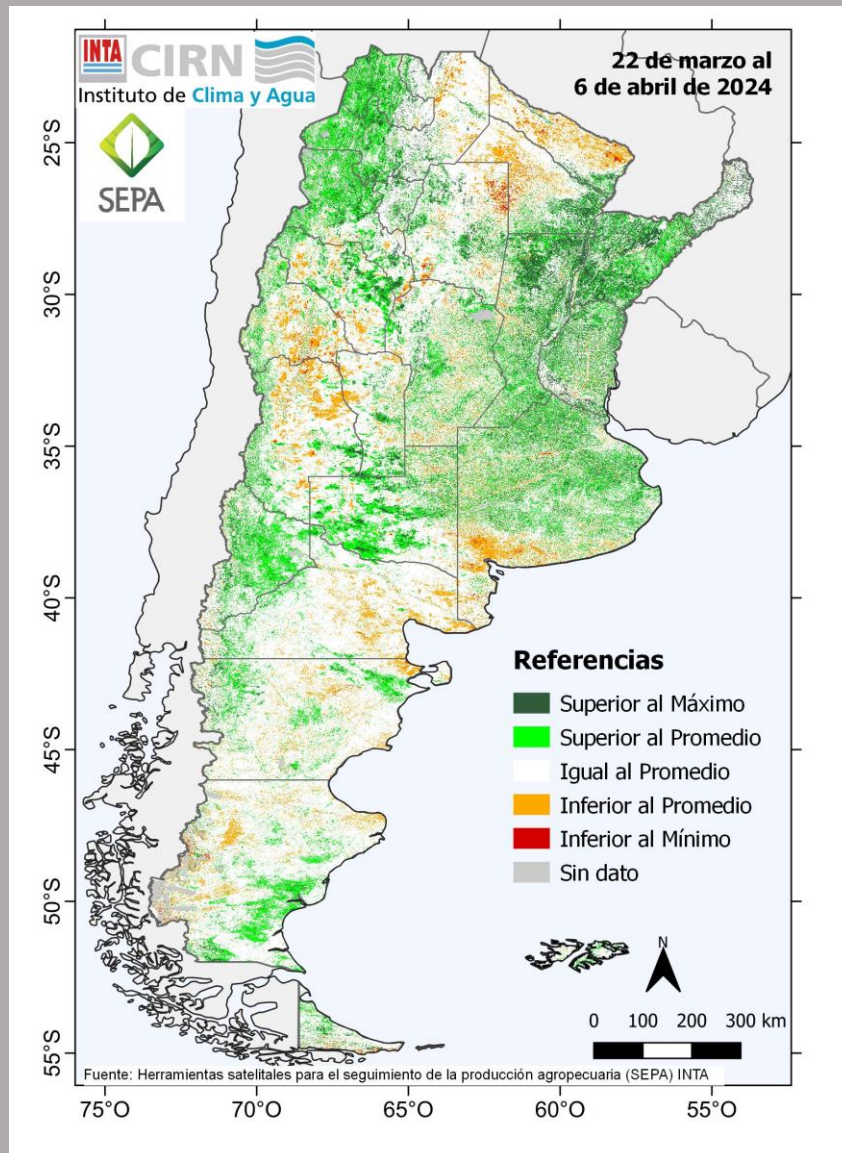 INTA CIRN
Instituto de Clima y Agua
SEPA
22 de marzo al
6 de abril de 2024
25°S
30°S
35°S
40°S
45°S
50°S
55°S
Referencias
Superior al Máximo
Superior al Promedio
Igual al Promedio
Inferior al Promedio
Inferior al Mínimo
Sin dato
N
0 100 200 300 km
Fuente: Herramientas satelitales para el seguimiento de la producción agropecuaria (SEPA) INTA
75°O 70°O 65°O 60°O 55°O